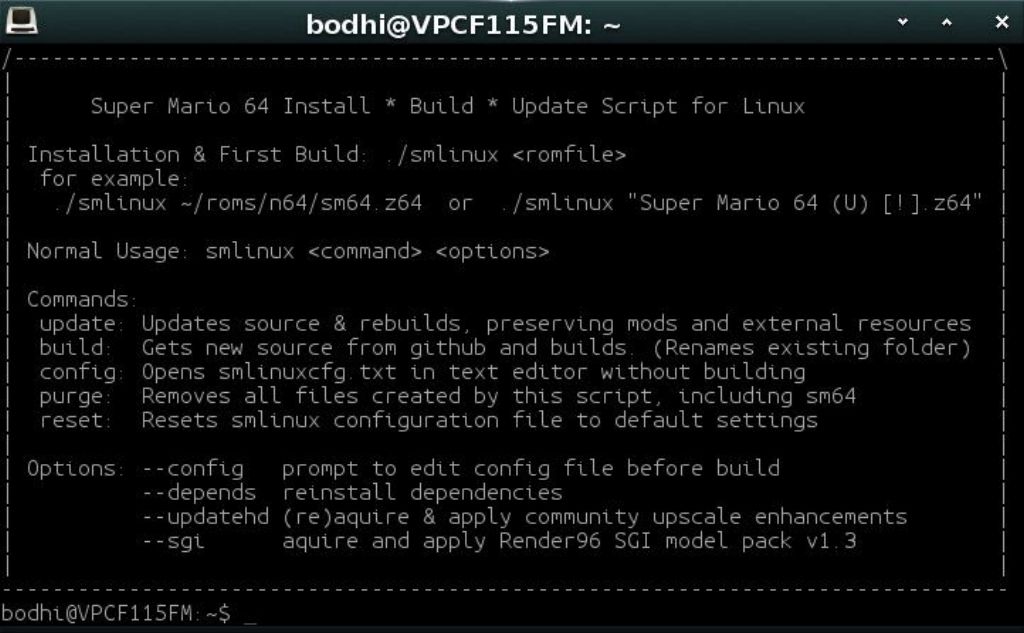 bodhi@VPCF115FM: ~
/-----------------------------------------------------------------------------\
Super Mario 64 Install * Build * Update Script for Linux
Installation & First Build: ./smlinux <romfile>
for example:
./smlinux ~/roms/n64/sm64.z64 or ./smlinux "Super Mario 64 (U) [!].z64"
Normal Usage: smlinux <command> <options>
Commands:
update: Updates source & rebuilds, preserving mods and external resources
build: Gets new source from github and builds. (Renames existing folder)
config: Opens smlinuxcfg.txt in text editor without building
purge: Removes all files created by this script, including sm64
reset: Resets smlinux configuration file to default settings
Options: --config prompt to edit config file before build
--depends reinstall dependencies
--updatehd (re)aquire & apply community upscale enhancements
--sgi aquire and apply Render96 SGI model pack v1.3
-------------------------------------------------------------------------------
bodhi@VPCF115FM:~$ _